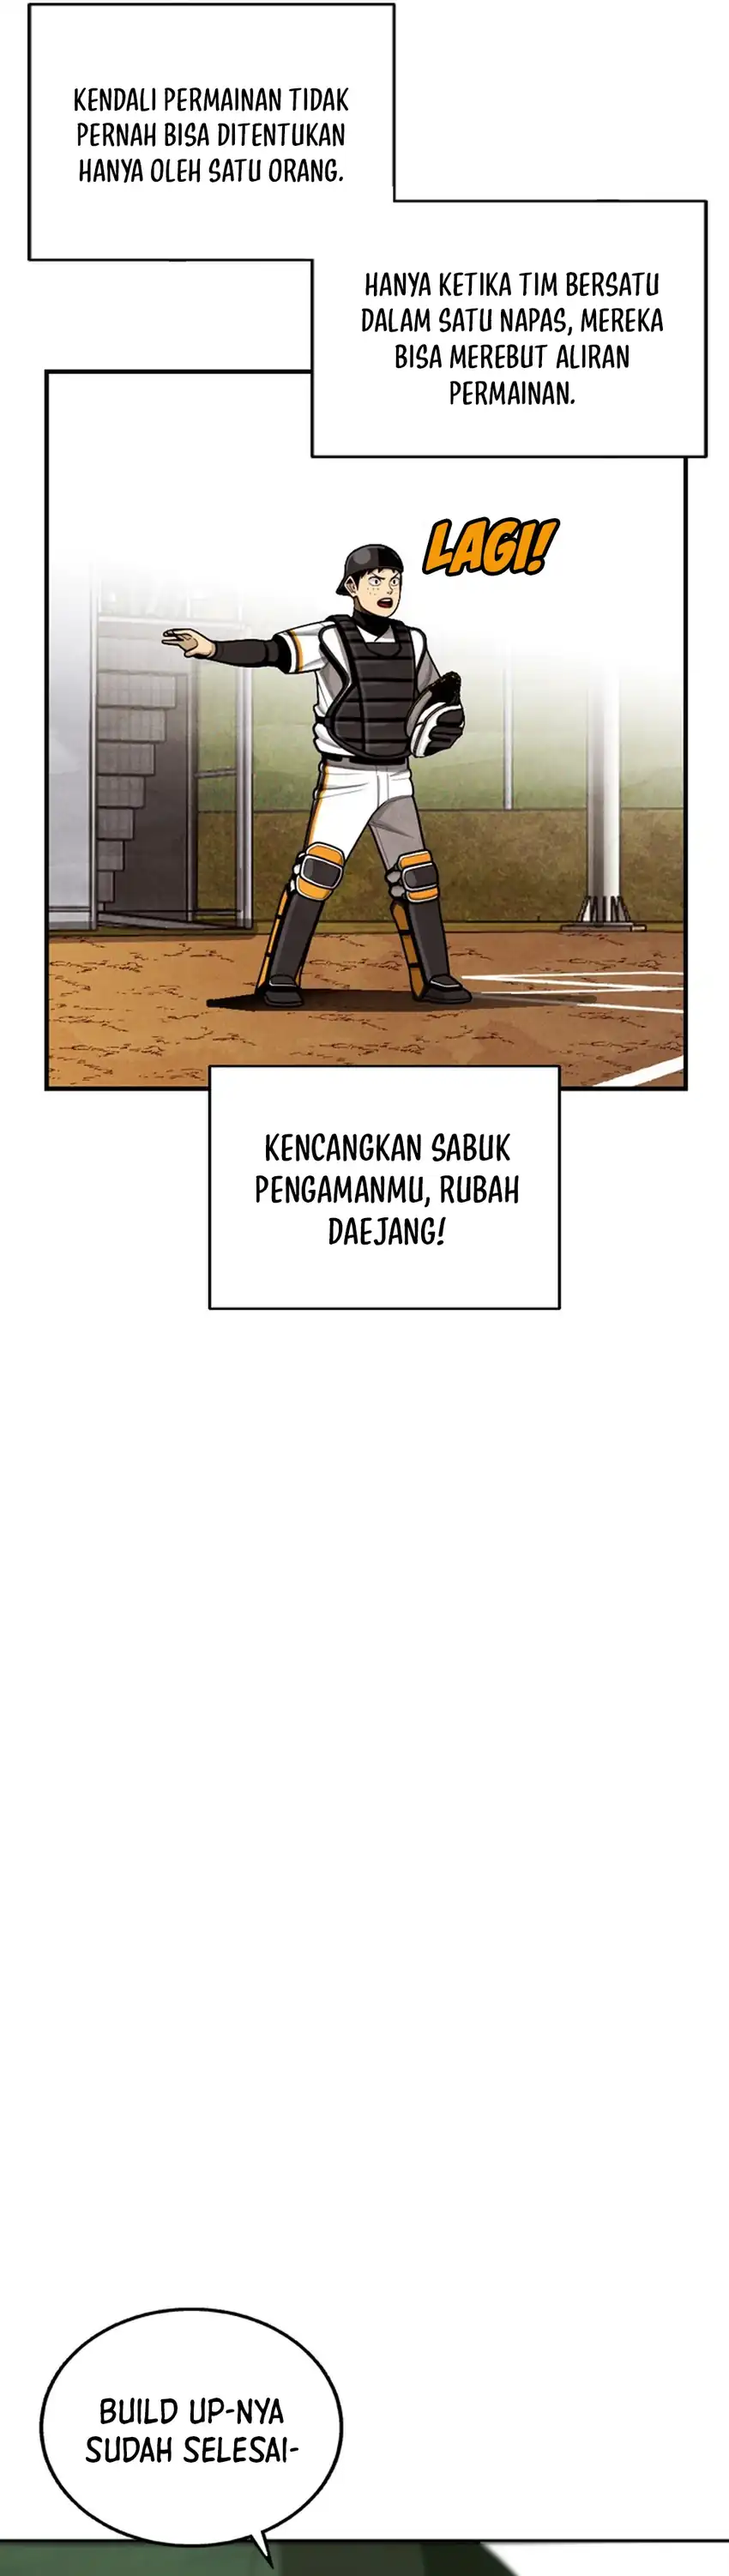 KENDALI PERMAINAN TIDAK
PERNAH BISA DITENTUKAN
HANYA OLEH SATU ORANG.
HANYA KETIKA TIM BERSATU
DALAM SATU NAPAS, MEREKA
BISA MEREBUT ALIRAN
PERMAINAN.
LAGI!
KENCANGKAN SABUK
PENGAMANMU, RUBAH
DAEJANG!
BUILD UP-NYA
SUDAH SELESAI-